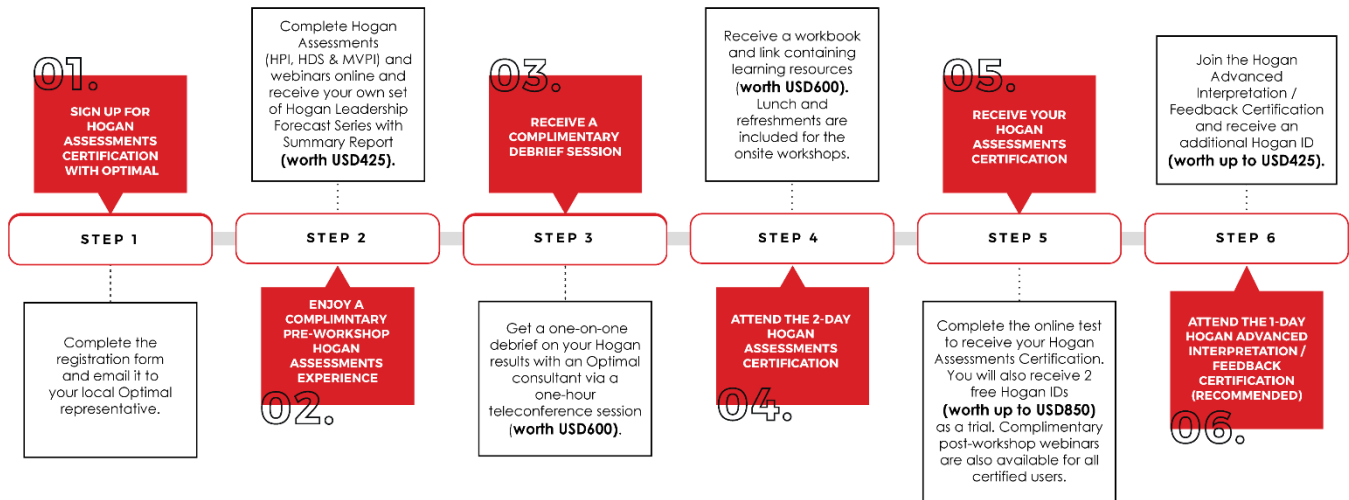 01.
SIGN UP FOR
HOGAN
ASSESSMENTS
CERTIFICATION
WITH OPTIMAL
STEP 1
Complete the
registration form
and email it to
your local Optimal
representative.
Complete Hogan
Assessments
(HPI, HDS & MVPI) and
webinars online and
receive your own set
of Hogan Leadership
Forecast Series with
Summary Report
(worth USD425).
STEP 2
ENJOY A
COMPLIMNTARY
PRE-WORKSHOP
HOGAN
ASSESSMENTS
EXPERIENCE
02.
03.
RECEIVE A
COMPLIMENTARY
DEBRIEF SESSION
STEP 3
Get a one-on-one
debrief on your Hogan
results with an Optimal
consultant via a
one-hour
teleconference session
(worth USD600).
Receive a workbook
and link containing
learning resources
(worth USD600).
Lunch and
refreshments are
included for the
onsite workshops.
STEP 4
ATTEND THE 2-DAY
HOGAN
ASSESSMENTS
CERTIFICATION
04.
05.
RECEIVE YOUR
HOGAN
ASSESSMENTS
CERTIFICATION
STEP 5
Complete the online test
to receive your Hogan
Assessments Certification.
You will also receive 2
free Hogan IDs
(worth up to USD850)
as a trial. Complimentary
post-workshop webinars
are also available for all
certified users.
Join the Hogan
Advanced
Interpretation /
Feedback Certification
and receive an
additional Hogan ID
(worth up to USD425).
STEP 6
ATTEND THE 1-DAY
HOGAN ADVANCED
INTERPRETATION /
FEEDBACK
CERTIFICATION
(RECOMMENDED)
06.